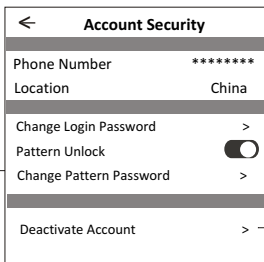 ← Account Security
Phone Number ********
Location China
Change Login Password >
Pattern Unlock
Change Pattern Password >
Deactivate Account >